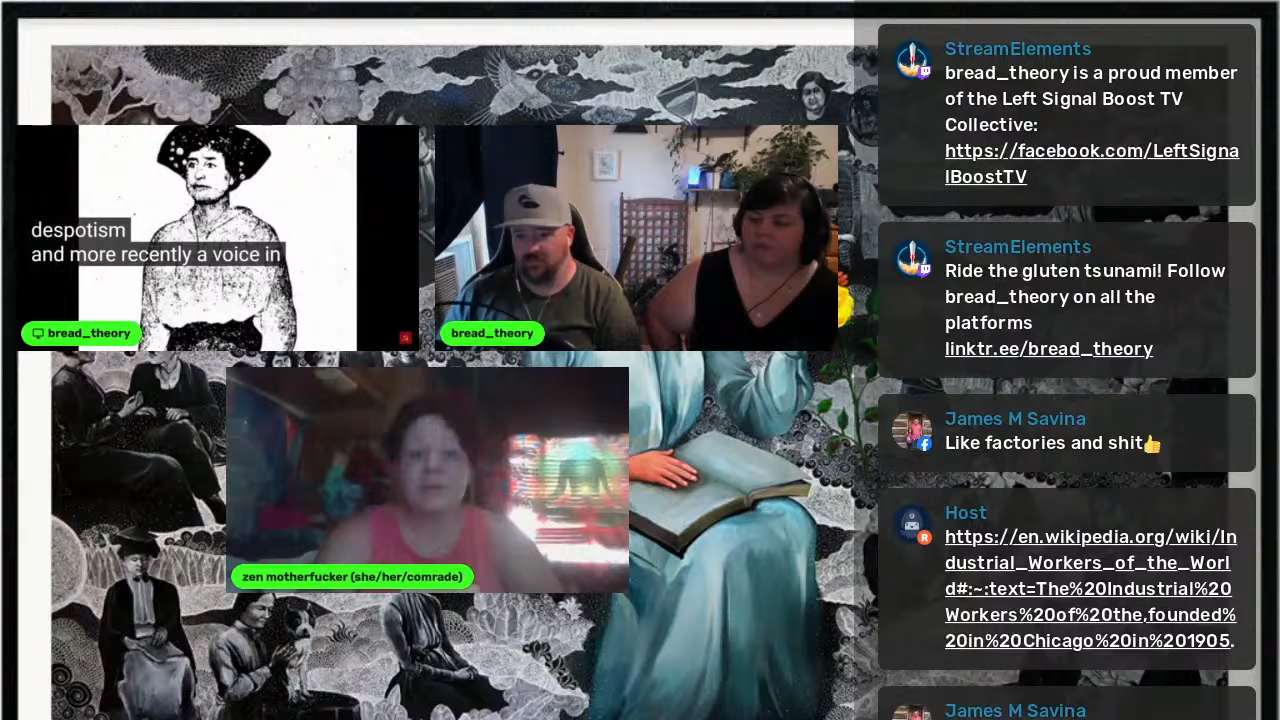 despotism
and more recently a voice in
bread_theory
bread_theory
zen motherfucker (she/her/comrade)
StreamElements
bread_theory is a proud member
of the Left Signal Boost TV
Collective:
https://facebook.com/LeftSigna
lBoostTV
StreamElements
Ride the gluten tsunami! Follow
bread_theory on all the
platforms
linktr.ee/bread_theory
James M Savina
Like factories and shit👍
Host
https://en.wikipedia.org/wiki/In
dustrial_Workers_of_the_Worl
d#:~:text=The%20Industrial%20
Workers%20of%20the,founded%
20in%20Chicago%20in%201905.
James M Savina